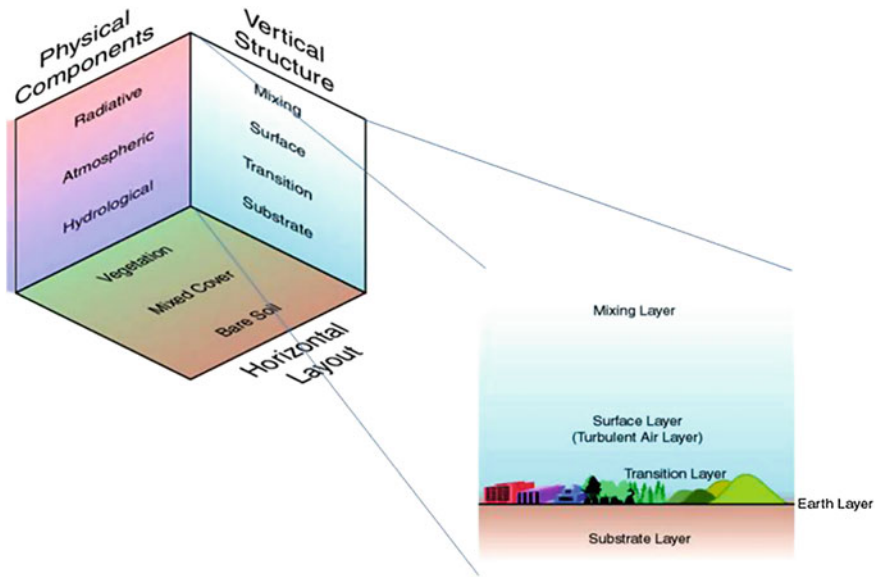 Physical
Components
Vertical
Structure
Radiative
Atmospheric
Hydrological
Mixing
Surface
Transition
Substrate
Vegetation
Mixed Cover
Bare Soil
Horizontal
Layout
Mixing Layer
Surface Layer
(Turbulent Air Layer)
Transition Layer
Earth Layer
Substrate Layer